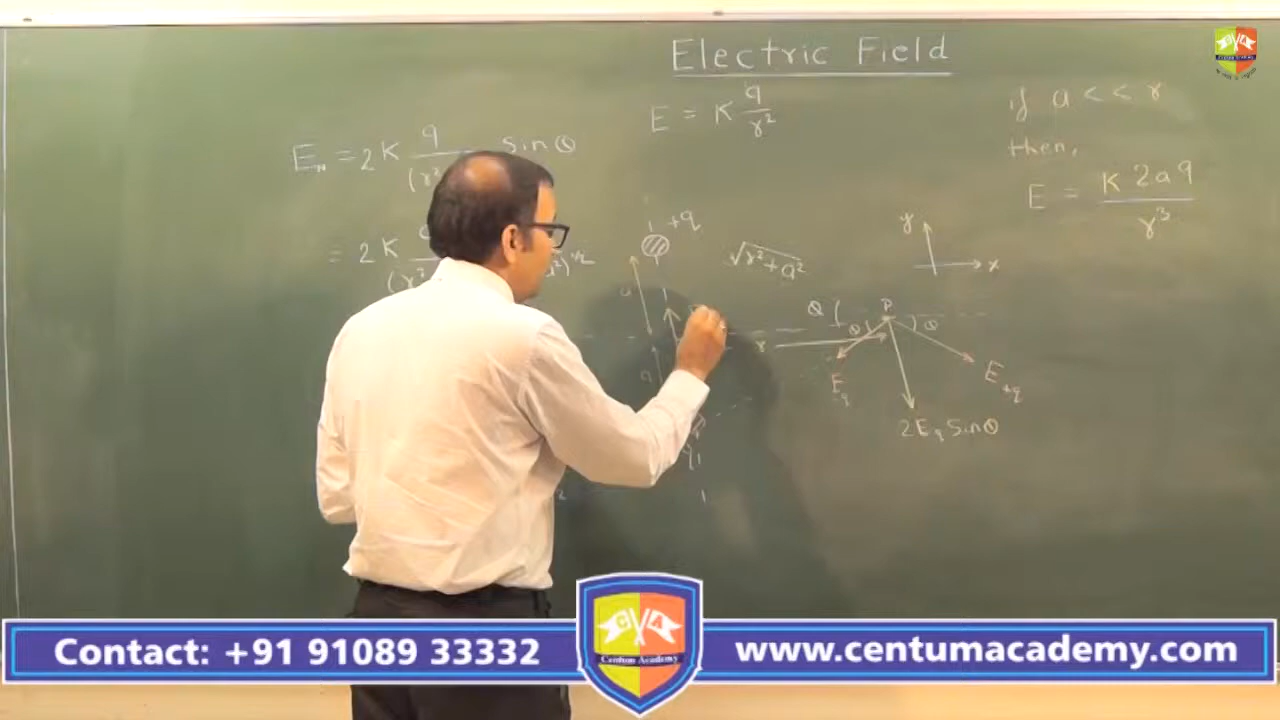 Electric Field
E = K q/r²
if a << r
then,
E = K 2aq / r³
= 2K q/(r² sinθ
= 2K
+q
√r²+a²
a
y
x
θ
P
θ
θ
r
a
E_q
E_+q
2E_q Sinθ
Contact: +91 91089 33332
CA
Centum Academy
www.centumacademy.com